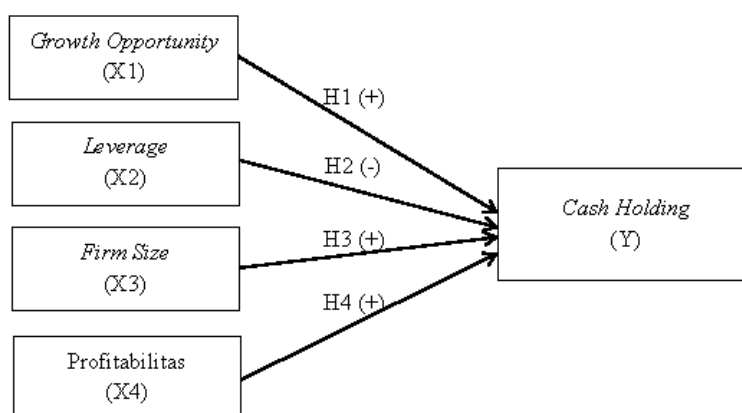 Growth Opportunity
(X1)
H1 (+)
Leverage
(X2)
H2 (-)
Cash Holding
(Y)
Firm Size
(X3)
H3 (+)
H4 (+)
Profitabilitas
(X4)